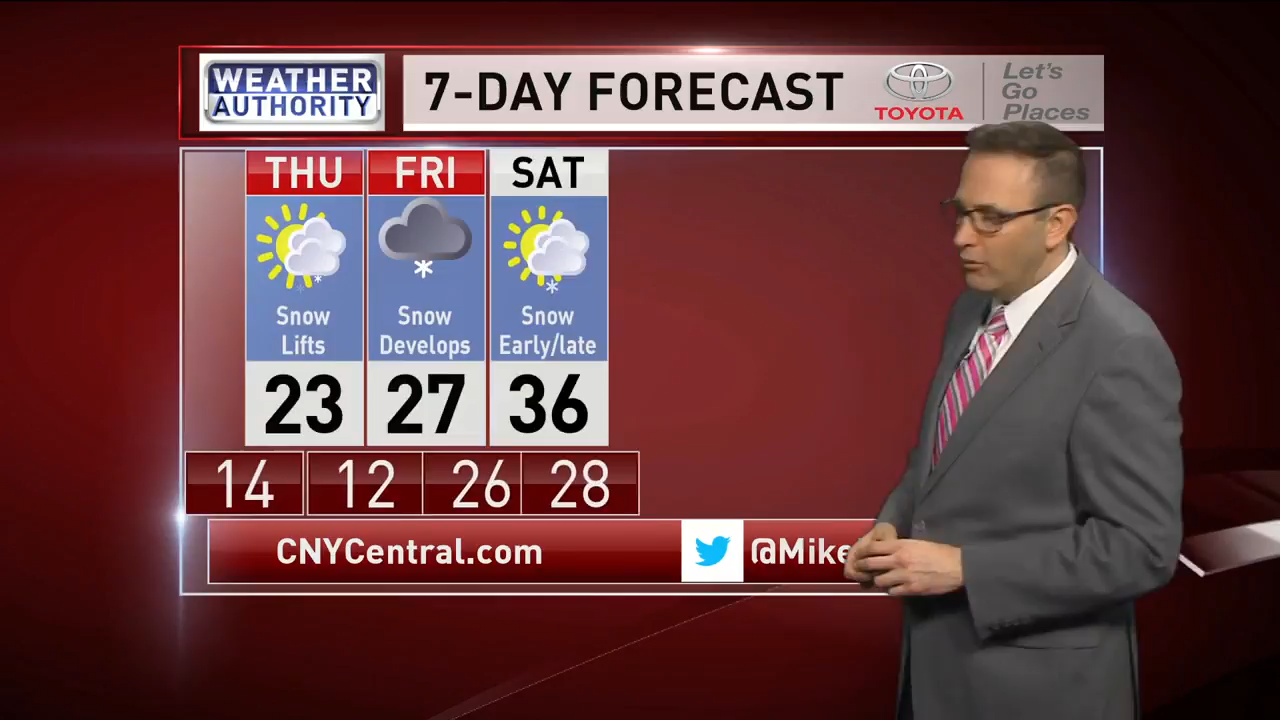 WEATHER
AUTHORITY
7-DAY FORECAST
TOYOTA
Let's
Go
Places
THU
FRI
SAT
Snow
Lifts
Snow
Develops
Snow
Early/late
23
27
36
14
12
26
28
CNYCentral.com
@Mike